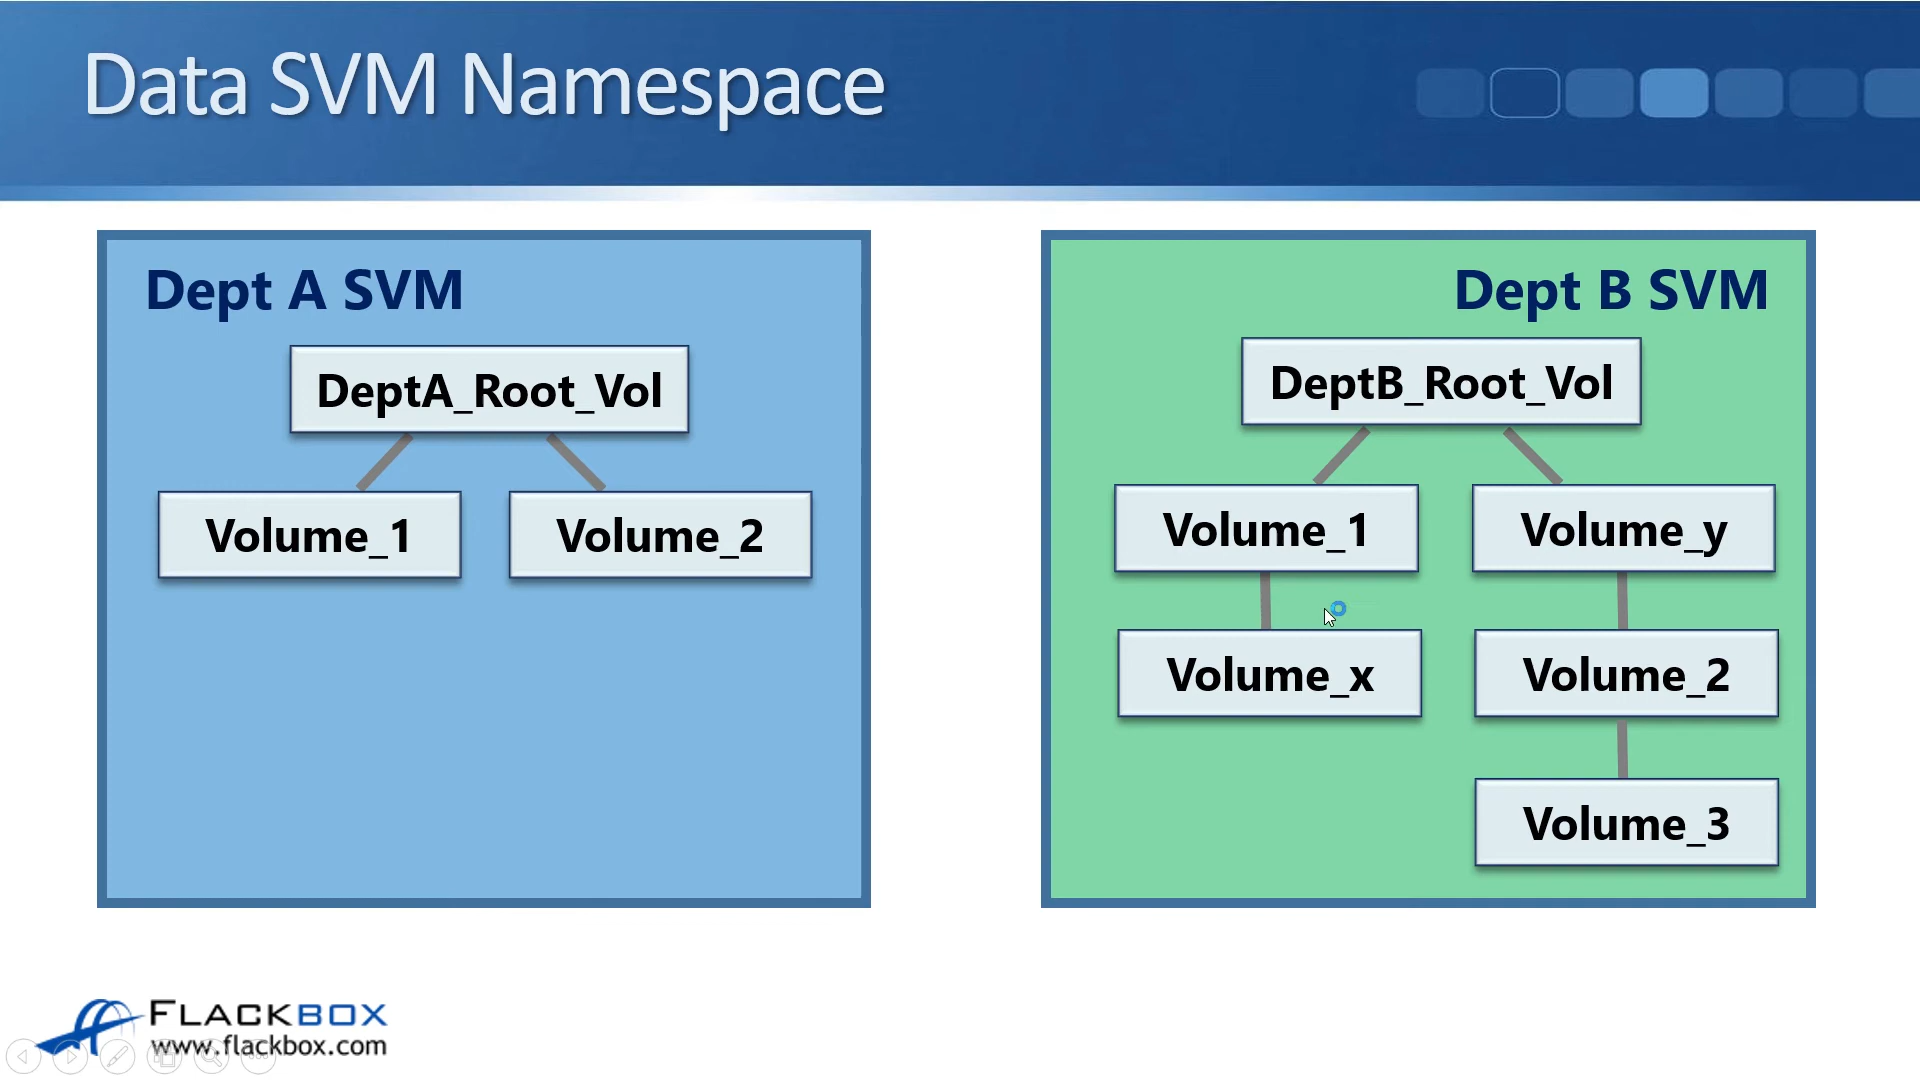 Data SVM Namespace
Dept A SVM
DeptA_Root_Vol
Volume_1
Volume_2
Dept B SVM
DeptB_Root_Vol
Volume_1
Volume_y
Volume_x
Volume_2
Volume_3
FLACKBOX
www.flackbox.com